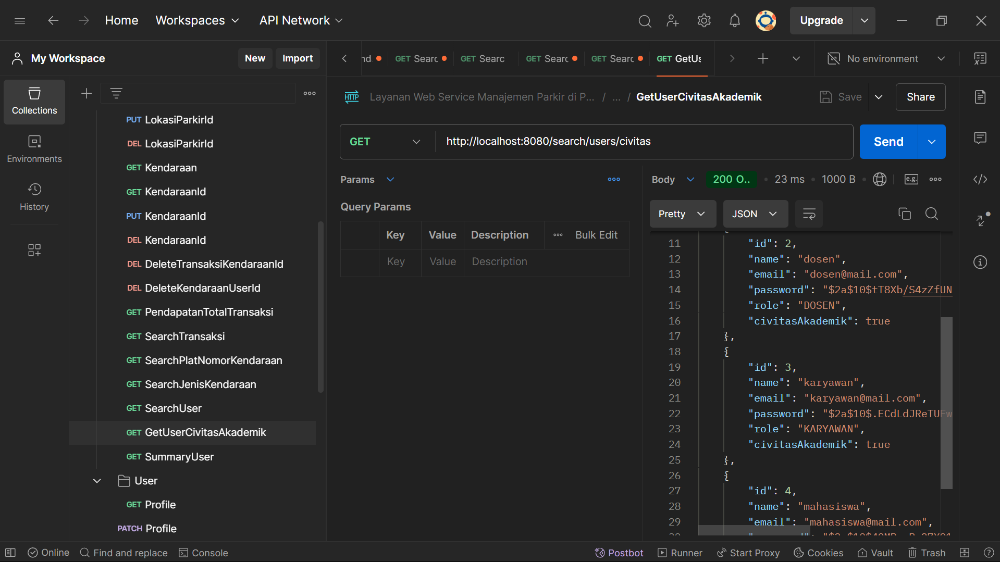 Home
Workspaces
API Network
Upgrade
My Workspace
New
Import
nd
GET Searc
GET Searc
GET Searc
GET Searc
GET GetUs
No environment
Collections
Environments
History
PUT LokasiParkirId
DEL LokasiParkirId
GET Kendaraan
GET KendaraanId
PUT KendaraanId
DEL KendaraanId
DEL DeleteTransaksiKendaraanId
DEL DeleteKendaraanUserId
GET PendapatanTotalTransaksi
GET SearchTransaksi
GET SearchPlatNomorKendaraan
GET SearchJenisKendaraan
GET SearchUser
GET GetUserCivitasAkademik
GET SummaryUser
User
GET Profile
PATCH Profile
HTTP Layanan Web Service Manajemen Parkir di P... / ... / GetUserCivitasAkademik
Save
Share
GET
http://localhost:8080/search/users/civitas
Send
Params
Query Params
Key Value Description Bulk Edit
Key Value Description
Body
200 O..
23 ms
1000 B
e.g.
Pretty
JSON
11 "id": 2,
12 "name": "dosen",
13 "email": "dosen@mail.com",
14 "password": "$2a$10$tT8Xb/S4zZfUN
15 "role": "DOSEN",
16 "civitasAkademik": true
17 },
18 {
19 "id": 3,
20 "name": "karyawan",
21 "email": "karyawan@mail.com",
22 "password": "$2a$10$.ECdLdJReTUFw
23 "role": "KARYAWAN",
24 "civitasAkademik": true
25 },
26 {
27 "id": 4,
28 "name": "mahasiswa",
29 "email": "mahasiswa@mail.com",
Online
Find and replace
Console
Postbot
Runner
Start Proxy
Cookies
Vault
Trash